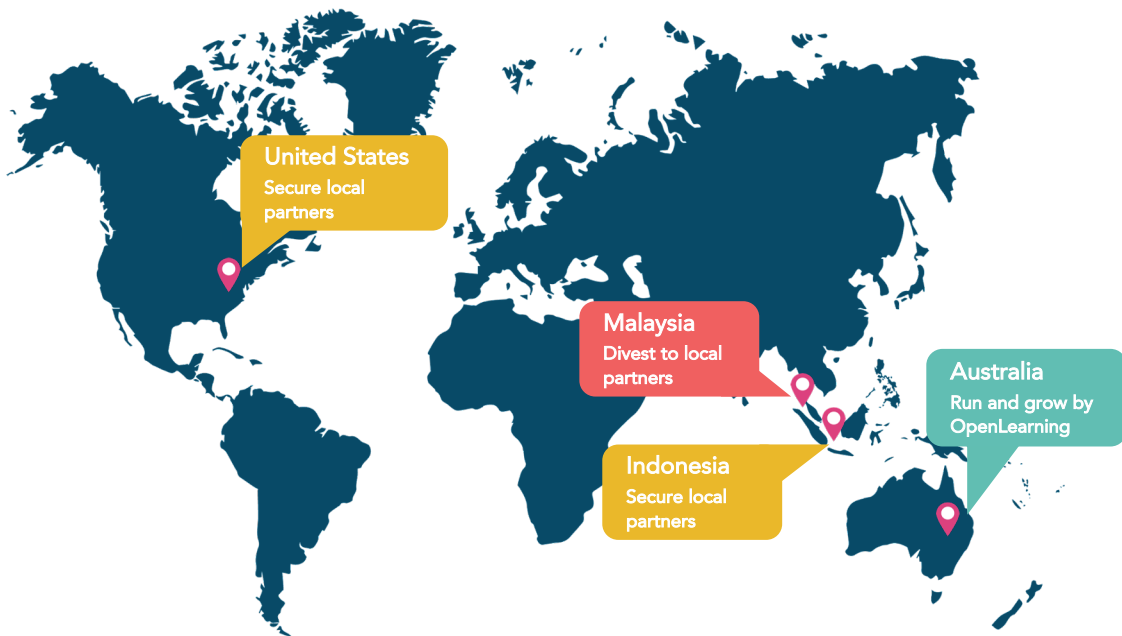 United States
Secure local
partners
Malaysia
Divest to local
partners
Australia
Run and grow by
OpenLearning
Indonesia
Secure local
partners